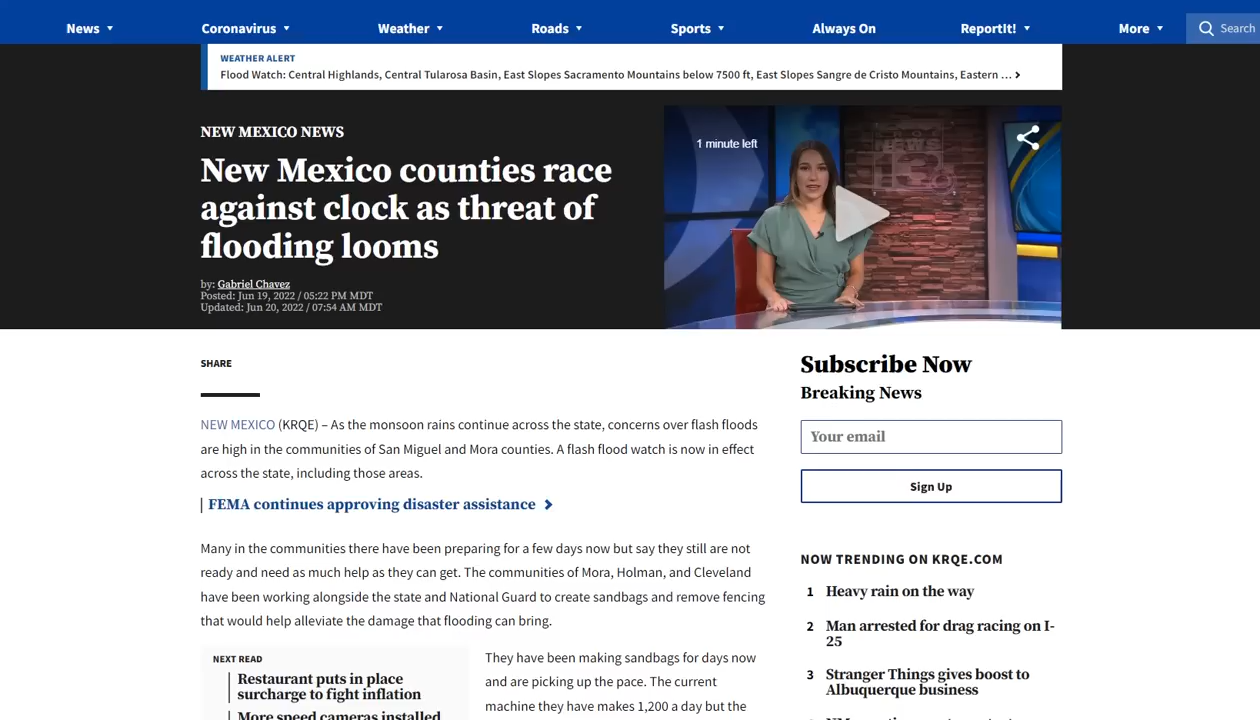 News
Coronavirus
Weather
Roads
Sports
Always On
ReportIt!
More
Search
WEATHER ALERT
Flood Watch: Central Highlands, Central Tularosa Basin, East Slopes Sacramento Mountains below 7500 ft, East Slopes Sangre de Cristo Mountains, Eastern ...
NEW MEXICO NEWS
New Mexico counties race
against clock as threat of
flooding looms
by: Gabriel Chavez
Posted: Jun 19, 2022 / 05:22 PM MDT
Updated: Jun 20, 2022 / 07:54 AM MDT
1 minute left
NEWS
13
SHARE
NEW MEXICO (KRQE) – As the monsoon rains continue across the state, concerns over flash floods
are high in the communities of San Miguel and Mora counties. A flash flood watch is now in effect
across the state, including those areas.
FEMA continues approving disaster assistance
Many in the communities there have been preparing for a few days now but say they still are not
ready and need as much help as they can get. The communities of Mora, Holman, and Cleveland
have been working alongside the state and National Guard to create sandbags and remove fencing
that would help alleviate the damage that flooding can bring.
NEXT READ
Restaurant puts in place
surcharge to fight inflation
More speed cameras installed
They have been making sandbags for days now
and are picking up the pace. The current
machine they have makes 1,200 a day but the
Subscribe Now
Breaking News
Your email
Sign Up
NOW TRENDING ON KRQE.COM
1 Heavy rain on the way
2 Man arrested for drag racing on I-
25
3 Stranger Things gives boost to
Albuquerque business